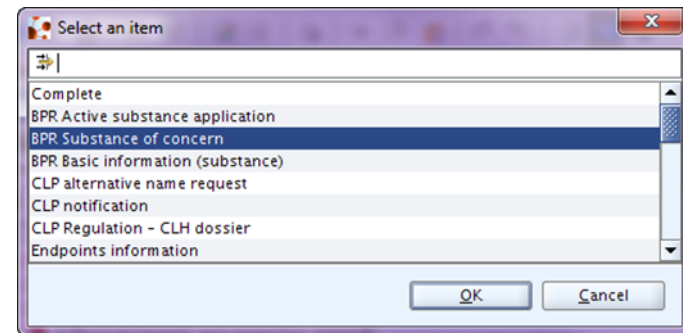 Select an item
Complete
BPR Active substance application
BPR Substance of concern
BPR Basic information (substance)
CLP alternative name request
CLP notification
CLP Regulation - CLH dossier
Endpoints information
OK Cancel